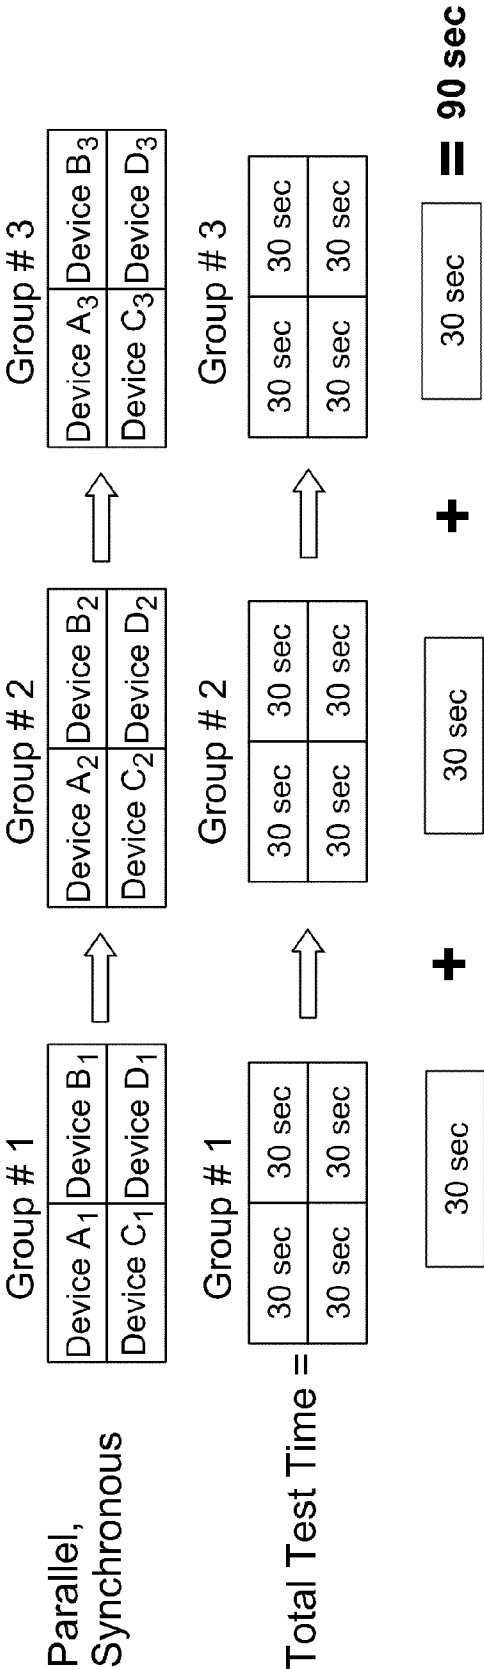 Parallel,
Synchronous
Group # 1
Device A1 Device B1
Device C1 Device D1
Group # 2
Device A2 Device B2
Device C2 Device D2
Group # 3
Device A3 Device B3
Device C3 Device D3
Total Test Time =
Group # 1
30 sec 30 sec
30 sec 30 sec
Group # 2
30 sec 30 sec
30 sec 30 sec
Group # 3
30 sec 30 sec
30 sec 30 sec
30 sec + 30 sec + 30 sec = 90 sec